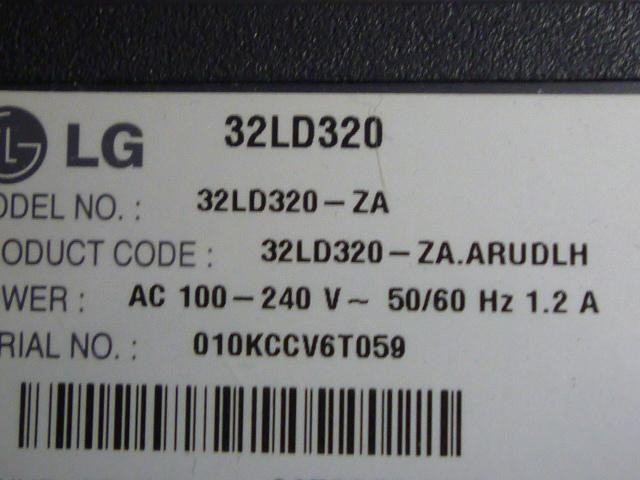 LG 32LD320
ODEL NO. : 32LD320-ZA
ODUCT CODE : 32LD320-ZA.ARUDLH
WER : AC 100-240 V~ 50/60 Hz 1.2 A
RIAL NO. : 010KCCV6T059